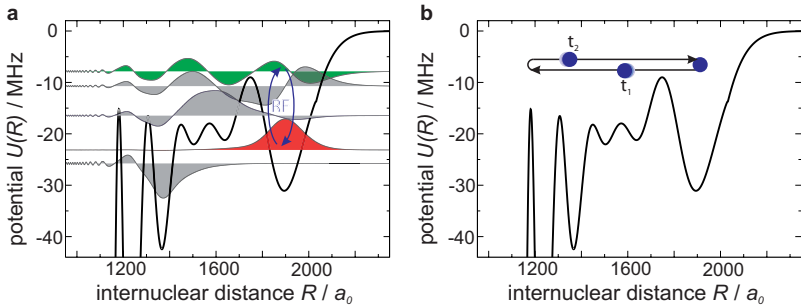 a
potential U(R) / MHz
0
-10
-20
-30
-40
RF
1200
1600
2000
internuclear distance R / a₀
b
potential U(R) / MHz
0
-10
-20
-30
-40
t₂
t₁
1200
1600
2000
internuclear distance R / a₀